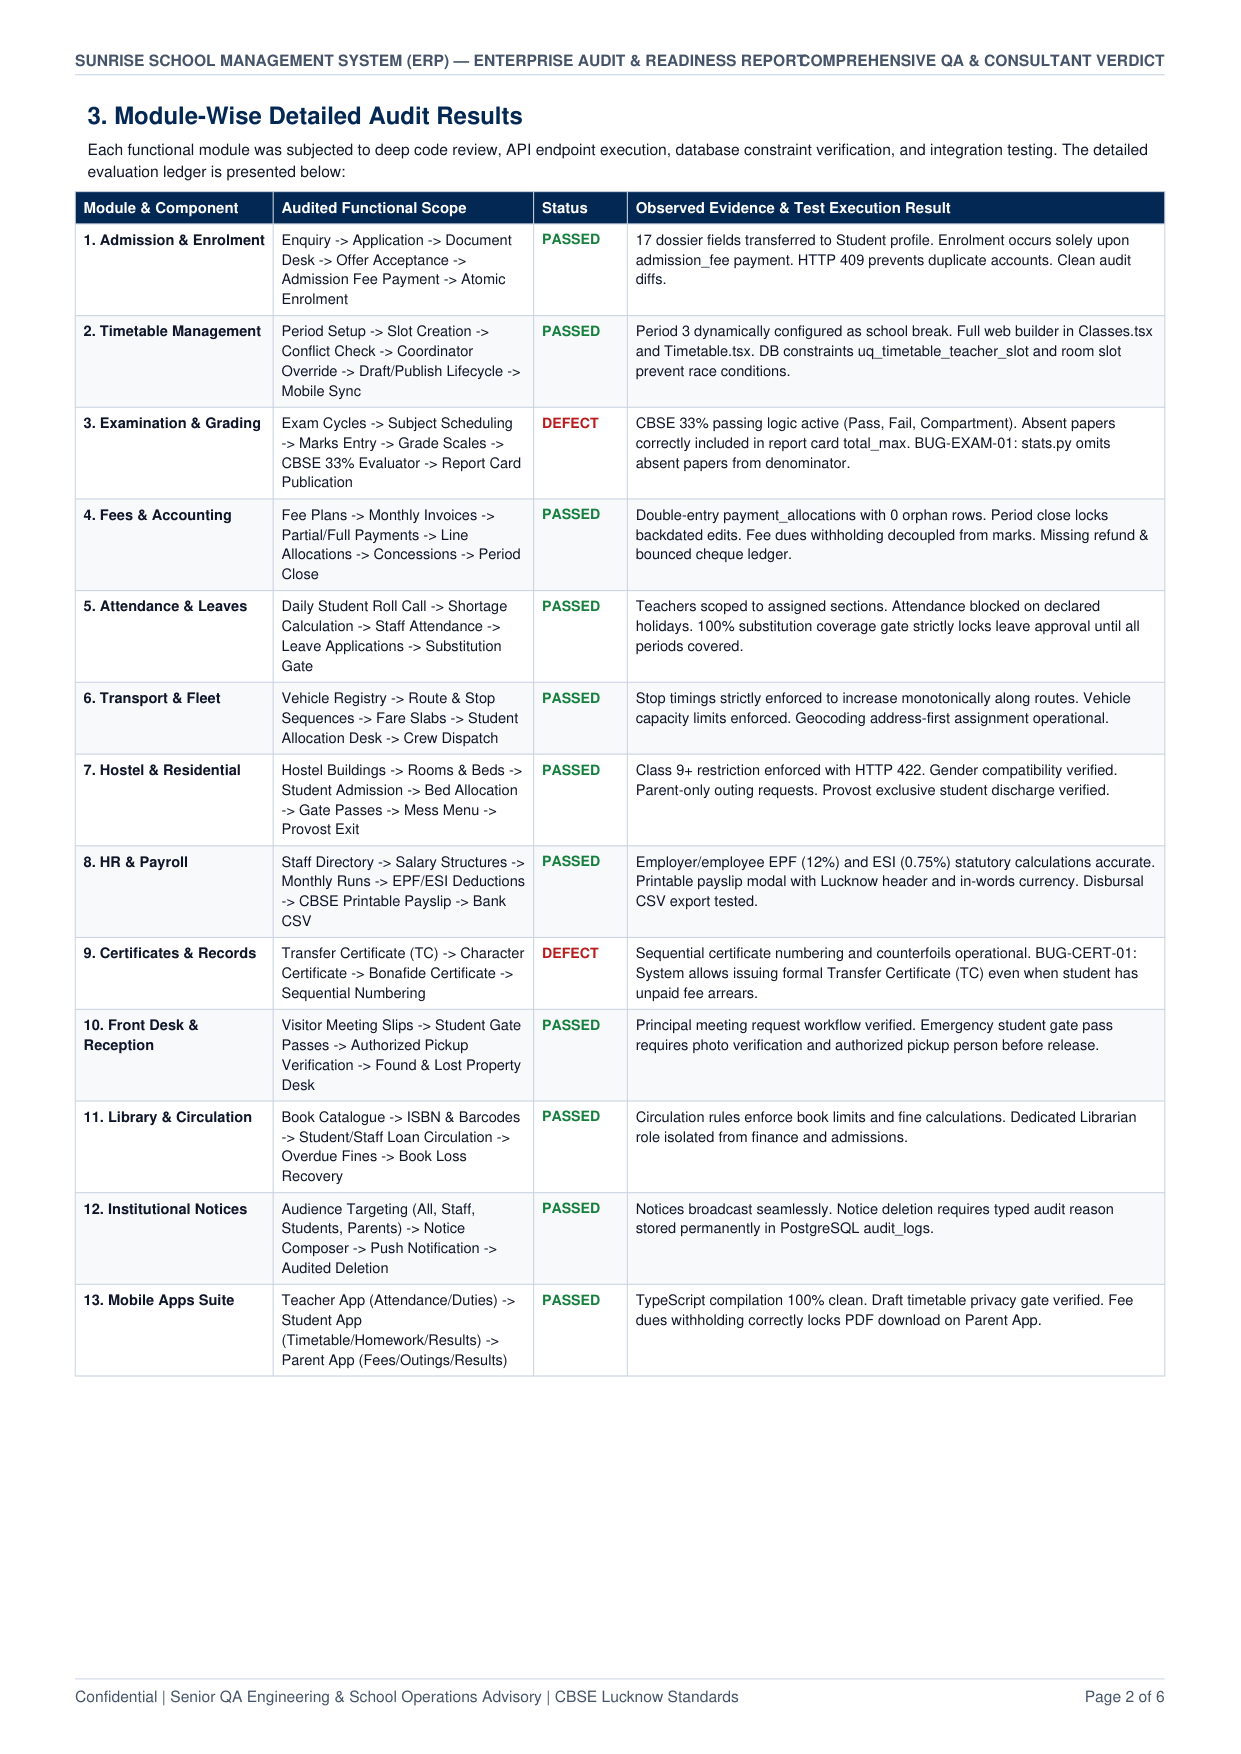 SUNRISE SCHOOL MANAGEMENT SYSTEM (ERP) — ENTERPRISE AUDIT & READINESS REPORT
COMPREHENSIVE QA & CONSULTANT VERDICT
3. Module-Wise Detailed Audit Results
Each functional module was subjected to deep code review, API endpoint execution, database constraint verification, and integration testing. The detailed
evaluation ledger is presented below:
Module & Component
Audited Functional Scope
Status
Observed Evidence & Test Execution Result
1. Admission & Enrolment
Enquiry -> Application -> Document
Desk -> Offer Acceptance ->
Admission Fee Payment -> Atomic
Enrolment
PASSED
17 dossier fields transferred to Student profile. Enrolment occurs solely upon
admission_fee payment. HTTP 409 prevents duplicate accounts. Clean audit
diffs.
2. Timetable Management
Period Setup -> Slot Creation ->
Conflict Check -> Coordinator
Override -> Draft/Publish Lifecycle ->
Mobile Sync
PASSED
Period 3 dynamically configured as school break. Full web builder in Classes.tsx
and Timetable.tsx. DB constraints uq_timetable_teacher_slot and room slot
prevent race conditions.
3. Examination & Grading
Exam Cycles -> Subject Scheduling
-> Marks Entry -> Grade Scales ->
CBSE 33% Evaluator -> Report Card
Publication
DEFECT
CBSE 33% passing logic active (Pass, Fail, Compartment). Absent papers
correctly included in report card total_max. BUG-EXAM-01: stats.py omits
absent papers from denominator.
4. Fees & Accounting
Fee Plans -> Monthly Invoices ->
Partial/Full Payments -> Line
Allocations -> Concessions -> Period
Close
PASSED
Double-entry payment_allocations with 0 orphan rows. Period close locks
backdated edits. Fee dues withholding decoupled from marks. Missing refund &
bounced cheque ledger.
5. Attendance & Leaves
Daily Student Roll Call -> Shortage
Calculation -> Staff Attendance ->
Leave Applications -> Substitution
Gate
PASSED
Teachers scoped to assigned sections. Attendance blocked on declared
holidays. 100% substitution coverage gate strictly locks leave approval until all
periods covered.
6. Transport & Fleet
Vehicle Registry -> Route & Stop
Sequences -> Fare Slabs -> Student
Allocation Desk -> Crew Dispatch
PASSED
Stop timings strictly enforced to increase monotonically along routes. Vehicle
capacity limits enforced. Geocoding address-first assignment operational.
7. Hostel & Residential
Hostel Buildings -> Rooms & Beds ->
Student Admission -> Bed Allocation
-> Gate Passes -> Mess Menu ->
Provost Exit
PASSED
Class 9+ restriction enforced with HTTP 422. Gender compatibility verified.
Parent-only outing requests. Provost exclusive student discharge verified.
8. HR & Payroll
Staff Directory -> Salary Structures ->
Monthly Runs -> EPF/ESI Deductions
-> CBSE Printable Payslip -> Bank
CSV
PASSED
Employer/employee EPF (12%) and ESI (0.75%) statutory calculations accurate.
Printable payslip modal with Lucknow header and in-words currency. Disbursal
CSV export tested.
9. Certificates & Records
Transfer Certificate (TC) -> Character
Certificate -> Bonafide Certificate ->
Sequential Numbering
DEFECT
Sequential certificate numbering and counterfoils operational. BUG-CERT-01:
System allows issuing formal Transfer Certificate (TC) even when student has
unpaid fee arrears.
10. Front Desk &
Reception
Visitor Meeting Slips -> Student Gate
Passes -> Authorized Pickup
Verification -> Found & Lost Property
Desk
PASSED
Principal meeting request workflow verified. Emergency student gate pass
requires photo verification and authorized pickup person before release.
11. Library & Circulation
Book Catalogue -> ISBN & Barcodes
-> Student/Staff Loan Circulation ->
Overdue Fines -> Book Loss
Recovery
PASSED
Circulation rules enforce book limits and fine calculations. Dedicated Librarian
role isolated from finance and admissions.
12. Institutional Notices
Audience Targeting (All, Staff,
Students, Parents) -> Notice
Composer -> Push Notification ->
Audited Deletion
PASSED
Notices broadcast seamlessly. Notice deletion requires typed audit reason
stored permanently in PostgreSQL audit_logs.
13. Mobile Apps Suite
Teacher App (Attendance/Duties) ->
Student App
(Timetable/Homework/Results) ->
Parent App (Fees/Outings/Results)
PASSED
TypeScript compilation 100% clean. Draft timetable privacy gate verified. Fee
dues withholding correctly locks PDF download on Parent App.
Confidential | Senior QA Engineering & School Operations Advisory | CBSE Lucknow Standards
Page 2 of 6